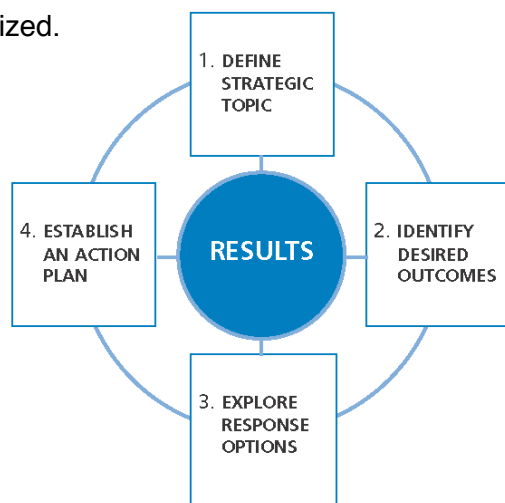 ized.
1. DEFINE
STRATEGIC
TOPIC
4. ESTABLISH
AN ACTION
PLAN
RESULTS
2. IDENTIFY
DESIRED
OUTCOMES
3. EXPLORE
RESPONSE
OPTIONS